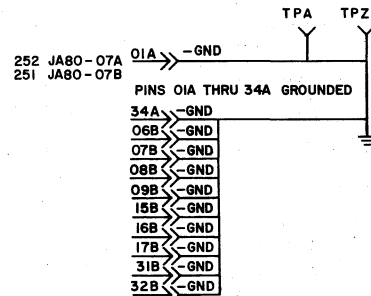 TPA TPZ
252 JA80-07A 01A -GND
251 JA80-07B
PINS 01A THRU 34A GROUNDED
34A -GND
06B -GND
07B -GND
08B -GND
09B -GND
15B -GND
16B -GND
17B -GND
31B -GND
32B -GND